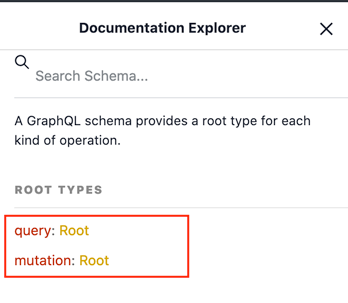 Documentation Explorer
Search Schema...
A GraphQL schema provides a root type for each
kind of operation.
ROOT TYPES
query: Root
mutation: Root